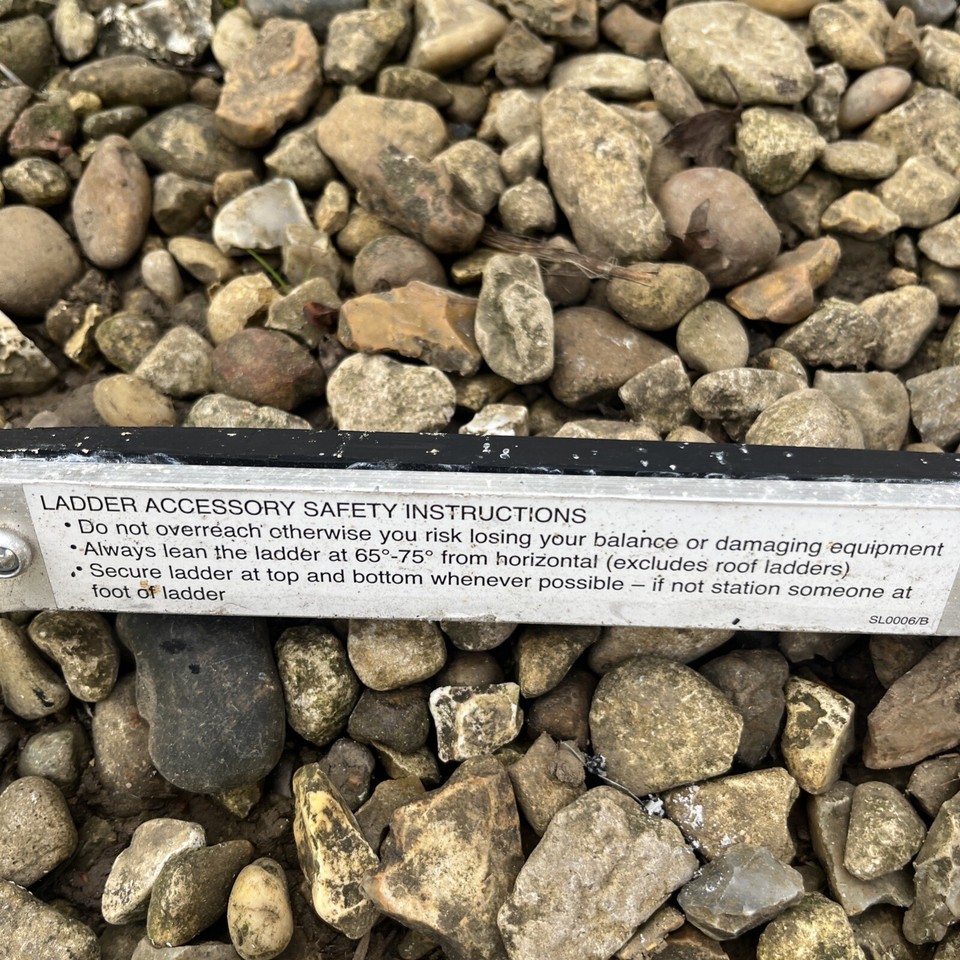 LADDER ACCESSORY SAFETY INSTRUCTIONS
• Do not overreach otherwise you risk losing your balance or damaging equipment
• Always lean the ladder at 65°-75° from horizontal (excludes roof ladders)
• Secure ladder at top and bottom whenever possible – if not station someone at
foot of ladder
SL0006/B